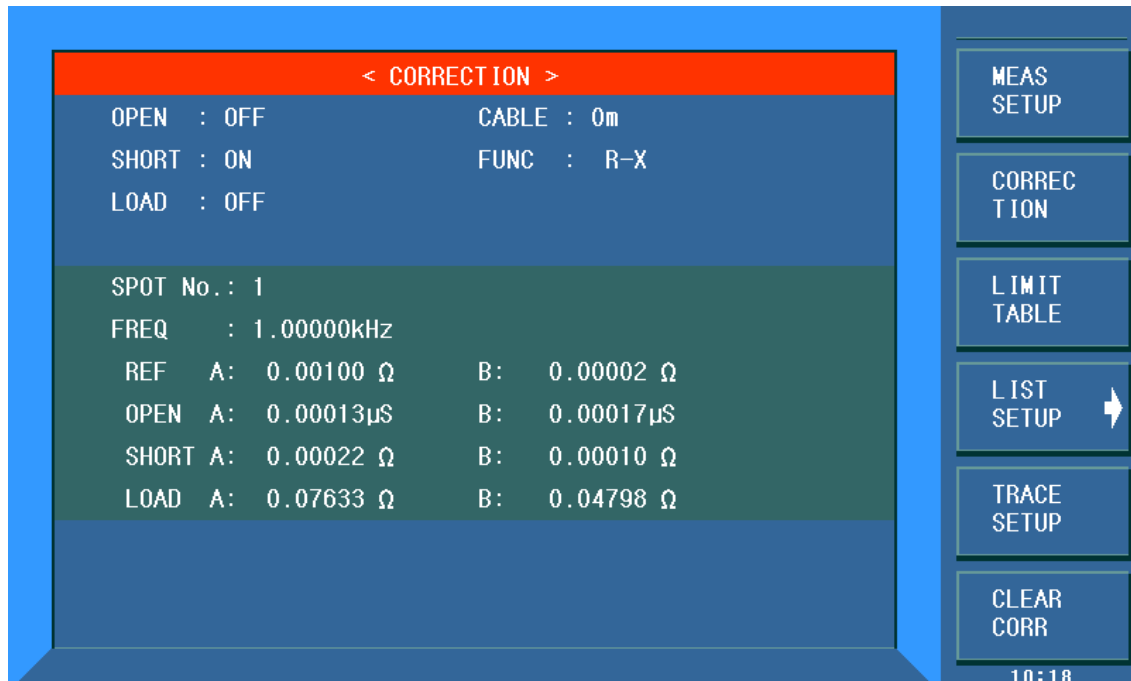 < CORRECTION >
OPEN : OFF CABLE : 0m
SHORT : ON FUNC : R-X
LOAD : OFF
SPOT No.: 1
FREQ : 1.00000kHz
REF A: 0.00100 Ω B: 0.00002 Ω
OPEN A: 0.00013µS B: 0.00017µS
SHORT A: 0.00022 Ω B: 0.00010 Ω
LOAD A: 0.07633 Ω B: 0.04798 Ω
MEAS
SETUP
CORREC
TION
LIMIT
TABLE
LIST
SETUP
TRACE
SETUP
CLEAR
CORR
10:18